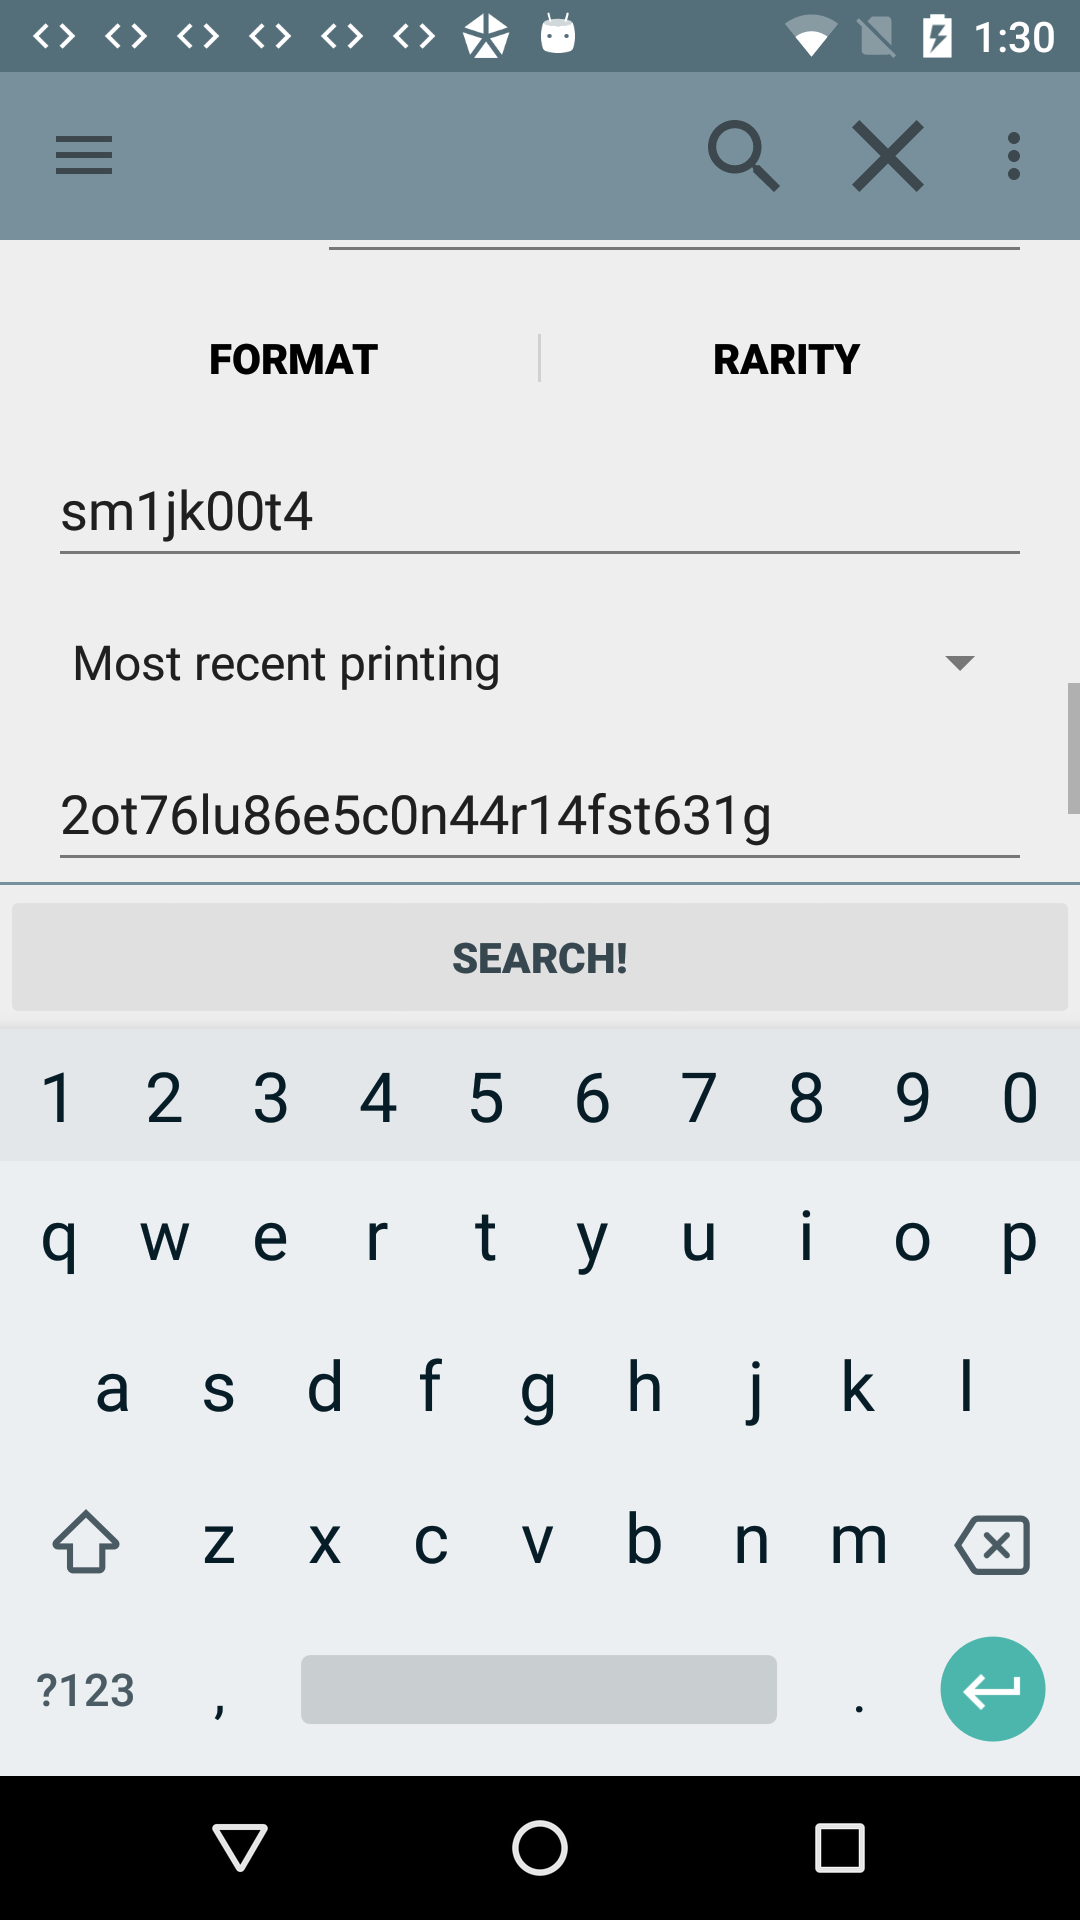 1:30
FORMAT
RARITY
sm1jk00t4
Most recent printing
2ot76lu86e5c0n44r14fst631g
SEARCH!
1 2 3 4 5 6 7 8 9 0
q w e r t y u i o p
a s d f g h j k l
z x c v b n m
?123 , .